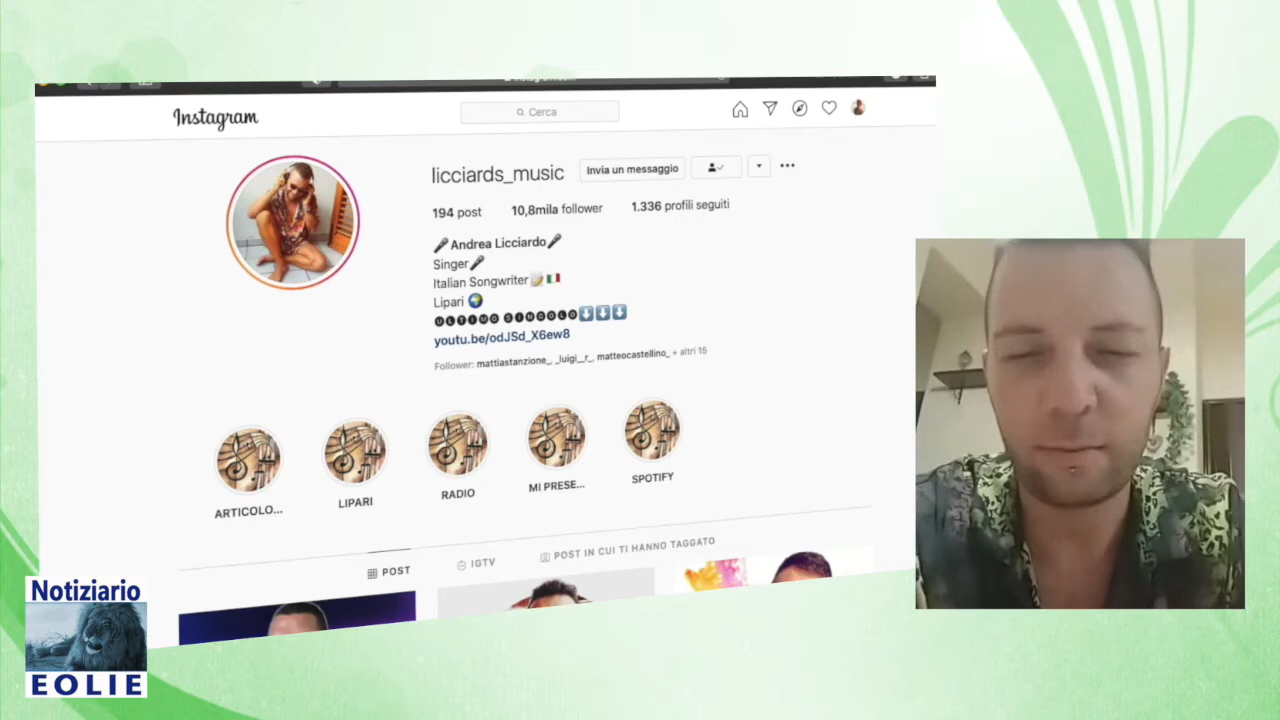 Instagram
Cerca
licciards_music
Invia un messaggio
194 post 10,8mila follower 1.336 profili seguiti
🎤Andrea Licciardo🎤
Singer🎤
Italian Songwriter📝🇮🇹
Lipari 🌍
🅤🅛🅣🅘🅜🅞 🅢🅘🅝🅖🅞🅛🅞⬇️⬇️⬇️
youtu.be/odJSd_X6ew8
Follower: mattiastanzione_, _luigi__r_, matteocastellino_ + altri 15
ARTICOLO...
LIPARI
RADIO
MI PRESE...
SPOTIFY
POST
IGTV
POST IN CUI TI HANNO TAGGATO
Notiziario
EOLIE